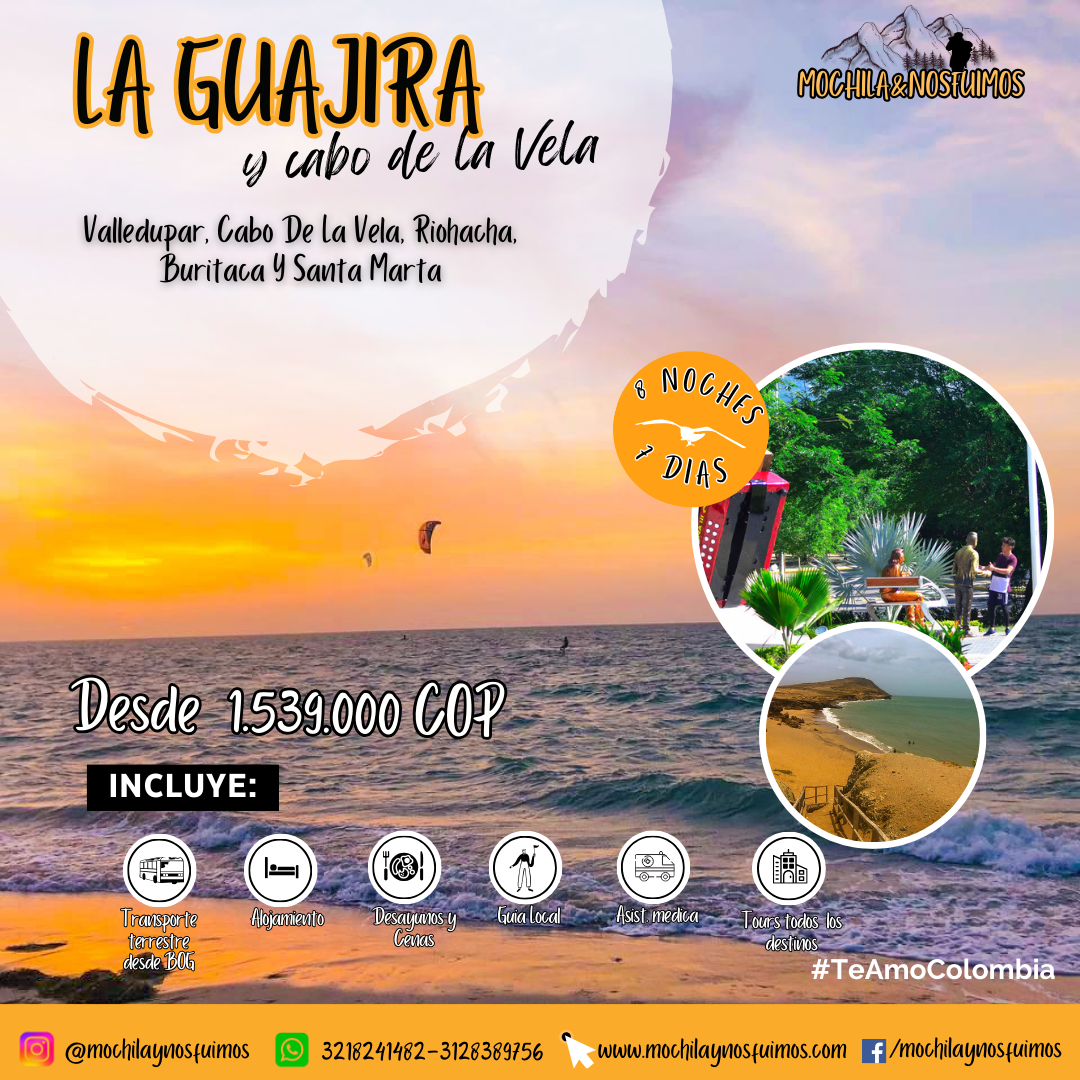 LA GUAJIRA
y cabo de la Vela
MOCHILA&NOSFUIMOS
Valledupar, Cabo De La Vela, Riohacha,
Buritaca Y Santa Marta
8 NOCHES
7 DIAS
Desde 1.539.000 COP
INCLUYE:
Transporte
terrestre
desde BOG
Alojamiento
Desayunos y
Cenas
Guia Local
Asist. medica
Tours todos los
destinos
#TeAmoColombia
@mochilaynosfuimos
3218241482-3128389756
www.mochilaynosfuimos.com
/mochilaynosfuimos